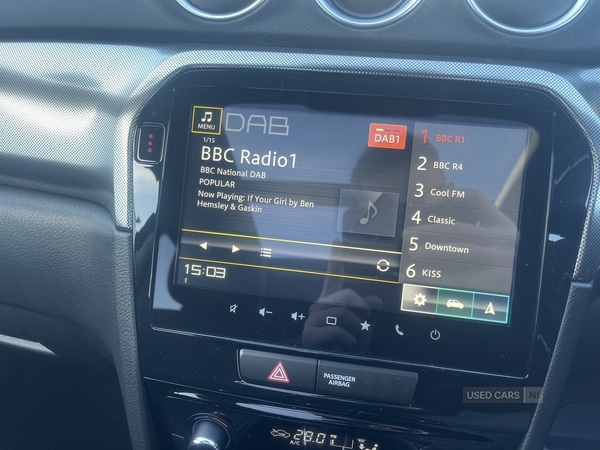 MENU
DAB
DAB1
1/15
BBC Radio1
BBC National DAB
POPULAR
Now Playing: If Your Girl by Ben
Hemsley & Gaskin
15:03
1 BBC R1
2 BBC R4
3 Cool FM
4 Classic
5 Downtown
6 KISS
PASSENGER
AIRBAG
A/C
USED CARS NI